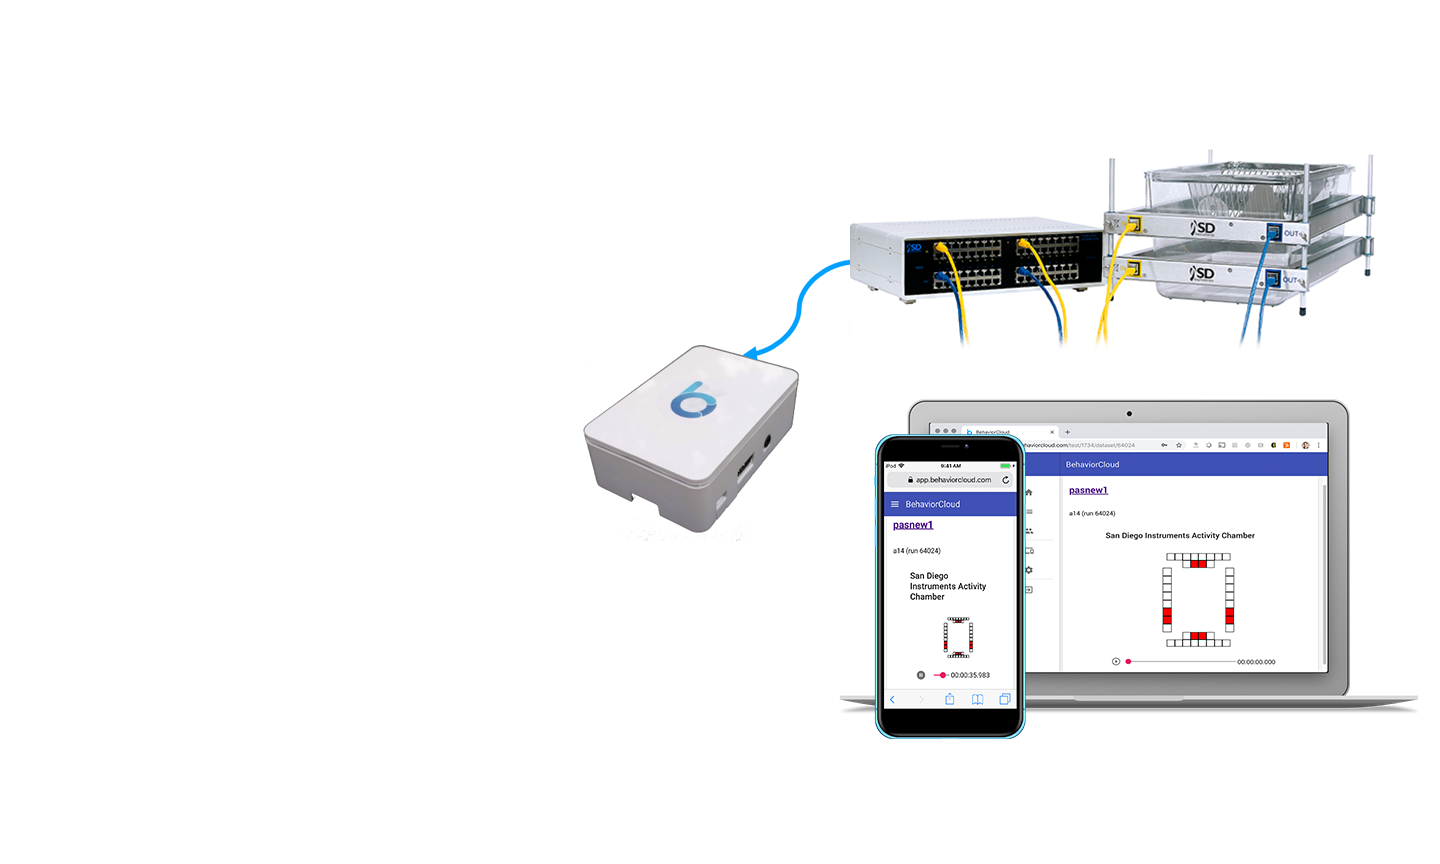 SD
SD
OUT
SD
OUT
b
BehaviorCloud
haviorcloud.com/test/1734/dataset/64024
BehaviorCloud
pasnew1
a14 (run 64024)
San Diego Instruments Activity Chamber
00:00:00.000
iPod
9:41 AM
app.behaviorcloud.com
BehaviorCloud
pasnew1
a14 (run 64024)
San Diego
Instruments Activity
Chamber
00:00:35.983